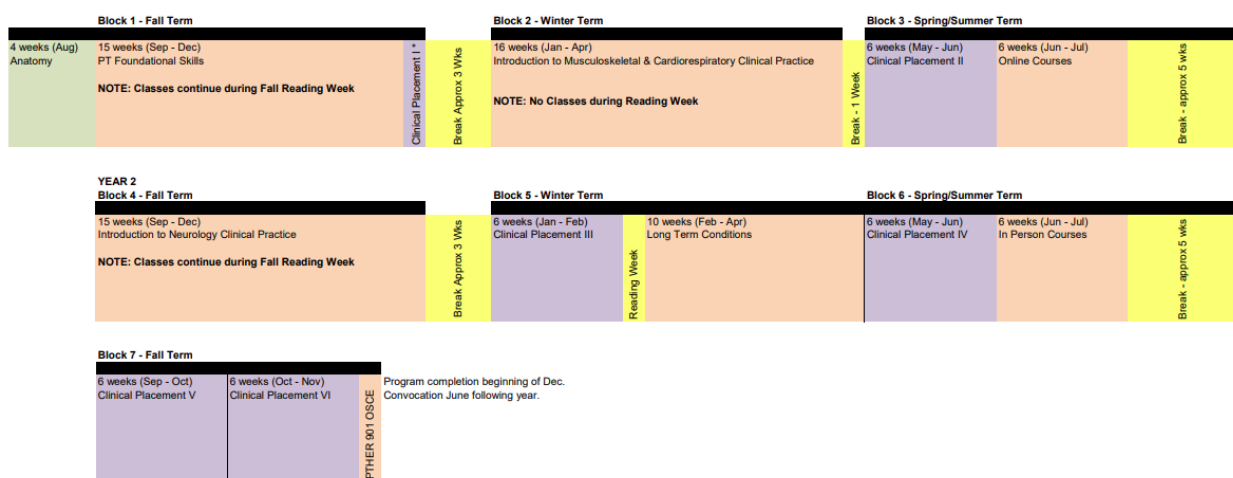 Block 1 - Fall Term
Block 2 - Winter Term
Block 3 - Spring/Summer Term
4 weeks (Aug)
Anatomy
15 weeks (Sep - Dec)
PT Foundational Skills
NOTE: Classes continue during Fall Reading Week
Clinical Placement I *
Break Approx 3 Wks
16 weeks (Jan - Apr)
Introduction to Musculoskeletal & Cardiorespiratory Clinical Practice
NOTE: No Classes during Reading Week
Break - 1 Week
6 weeks (May - Jun)
Clinical Placement II
6 weeks (Jun - Jul)
Online Courses
Break - approx 5 wks
YEAR 2
Block 4 - Fall Term
Block 5 - Winter Term
Block 6 - Spring/Summer Term
15 weeks (Sep - Dec)
Introduction to Neurology Clinical Practice
NOTE: Classes continue during Fall Reading Week
Break Approx 3 Wks
6 weeks (Jan - Feb)
Clinical Placement III
Reading Week
10 weeks (Feb - Apr)
Long Term Conditions
6 weeks (May - Jun)
Clinical Placement IV
6 weeks (Jun - Jul)
In Person Courses
Break - approx 5 wks
Block 7 - Fall Term
6 weeks (Sep - Oct)
Clinical Placement V
6 weeks (Oct - Nov)
Clinical Placement VI
PTHER 901 OSCE
Program completion beginning of Dec.
Convocation June following year.